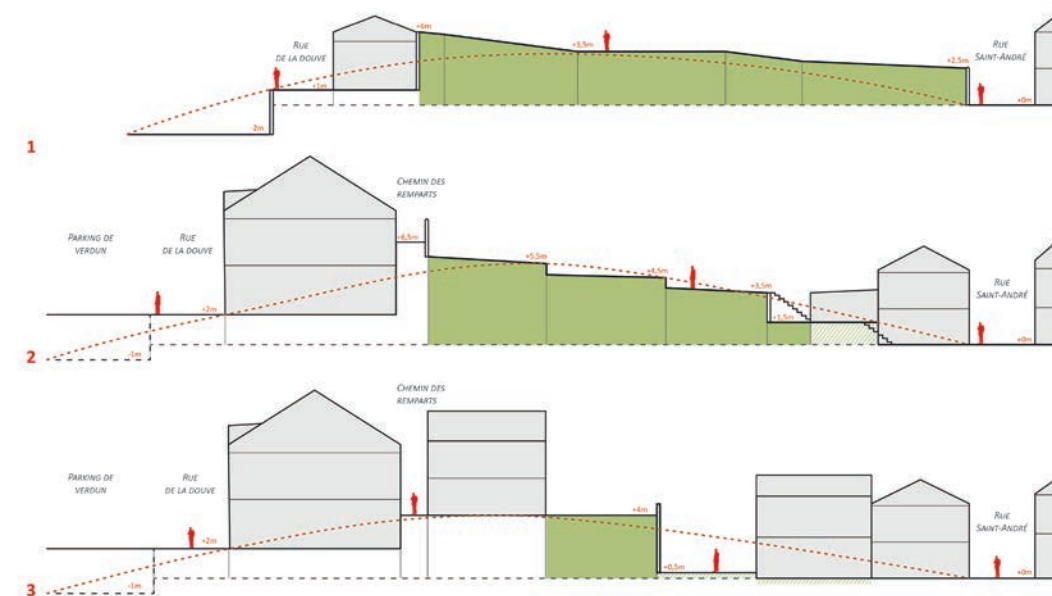 RUE
DE LA DOUVE
+6m
+3,5m
RUE
SAINT-ANDRÉ
+2,5m
+1m
+0m
-2m
1
CHEMIN DES
REMPARTS
PARKING DE
VERDUN
RUE
DE LA DOUVE
+6,5m
+5,5m
+4,5m
+3,5m
RUE
SAINT-ANDRÉ
+2m
+1,5m
+0m
-1m
2
CHEMIN DES
REMPARTS
PARKING DE
VERDUN
RUE
DE LA DOUVE
+4m
RUE
SAINT-ANDRÉ
+2m
+0,5m
+0m
-1m
3